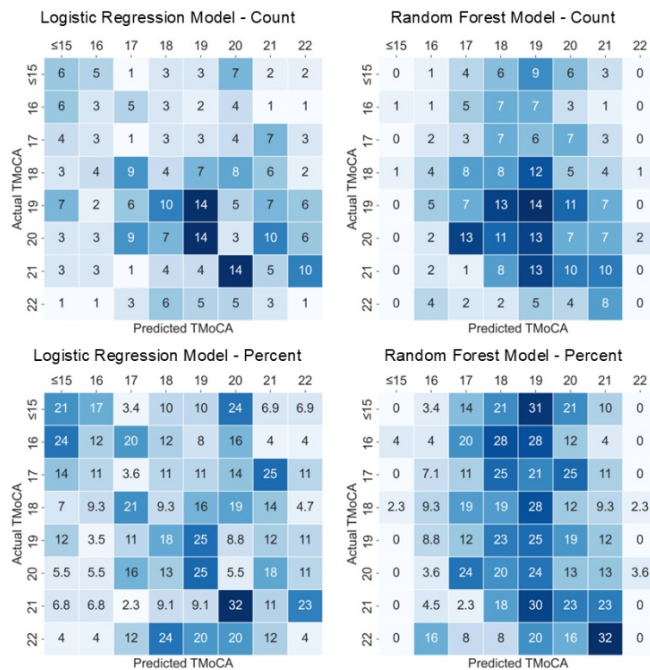 Logistic Regression Model - Count
≤15 16 17 18 19 20 21 22
≤15 6 5 1 3 3 7 2 2
16 6 3 5 3 2 4 1 1
17 4 3 1 3 3 4 7 3
18 3 4 9 4 7 8 6 2
19 7 2 6 10 14 5 7 6
20 3 3 9 7 14 3 10 6
21 3 3 1 4 4 14 5 10
22 1 1 3 6 5 5 3 1
Actual TMoCA
Predicted TMoCA
Random Forest Model - Count
≤15 16 17 18 19 20 21 22
≤15 0 1 4 6 9 6 3 0
16 1 1 5 7 7 3 1 0
17 0 2 3 7 6 7 3 0
18 1 4 8 8 12 5 4 1
19 0 5 7 13 14 11 7 0
20 0 2 13 11 13 7 7 2
21 0 2 1 8 13 10 10 0
22 0 4 2 2 5 4 8 0
Actual TMoCA
Predicted TMoCA
Logistic Regression Model - Percent
≤15 16 17 18 19 20 21 22
≤15 21 17 3.4 10 10 24 6.9 6.9
16 24 12 20 12 8 16 4 4
17 14 11 3.6 11 11 14 25 11
18 7 9.3 21 9.3 16 19 14 4.7
19 12 3.5 11 18 25 8.8 12 11
20 5.5 5.5 16 13 25 5.5 18 11
21 6.8 6.8 2.3 9.1 9.1 32 11 23
22 4 4 12 24 20 20 12 4
Actual TMoCA
Predicted TMoCA
Random Forest Model - Percent
≤15 16 17 18 19 20 21 22
≤15 0 3.4 14 21 31 21 10 0
16 4 4 20 28 28 12 4 0
17 0 7.1 11 25 21 25 11 0
18 2.3 9.3 19 19 28 12 9.3 2.3
19 0 8.8 12 23 25 19 12 0
20 0 3.6 24 20 24 13 13 3.6
21 0 4.5 2.3 18 30 23 23 0
22 0 16 8 8 20 16 32 0
Actual TMoCA
Predicted TMoCA